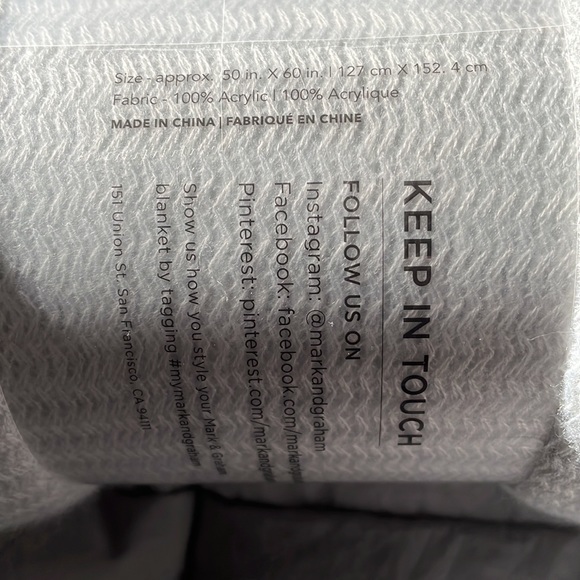 Size - approx. 50 in. X 60 in. | 127 cm X 152. 4 cm
Fabric - 100% Acrylic | 100% Acrylique
MADE IN CHINA | FABRIQUÉ EN CHINE
KEEP IN TOUCH
FOLLOW US ON
Instagram: @markandgraham
Facebook: facebook.com/
Pinterest: pinterest.com/
Show us how you style your Mark &
blanket by tagging #mymarkandgraham
151 Union St. San Francisco, CA 94111